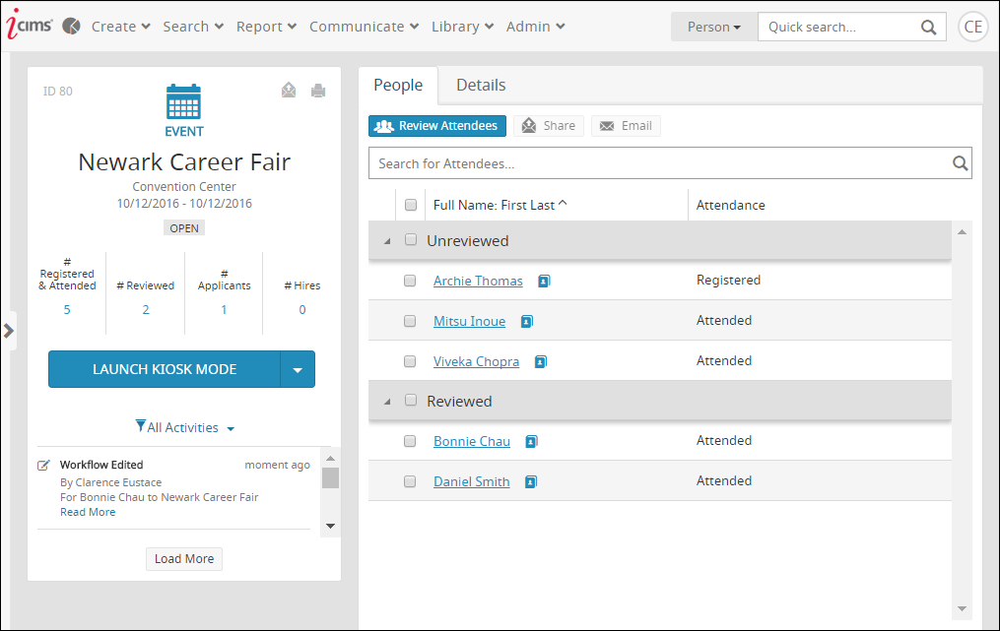 iCIMS
Create
Search
Report
Communicate
Library
Admin
Person
Quick search...
CE
ID 80
EVENT
Newark Career Fair
Convention Center
10/12/2016 - 10/12/2016
OPEN
#
Registered
& Attended
5
# Reviewed
2
#
Applicants
1
# Hires
0
LAUNCH KIOSK MODE
All Activities
Workflow Edited
moment ago
By Clarence Eustace
For Bonnie Chau to Newark Career Fair
Read More
Load More
People
Details
Review Attendees
Share
Email
Search for Attendees...
Full Name: First Last
Attendance
Unreviewed
Archie Thomas
Registered
Mitsu Inoue
Attended
Viveka Chopra
Attended
Reviewed
Bonnie Chau
Attended
Daniel Smith
Attended